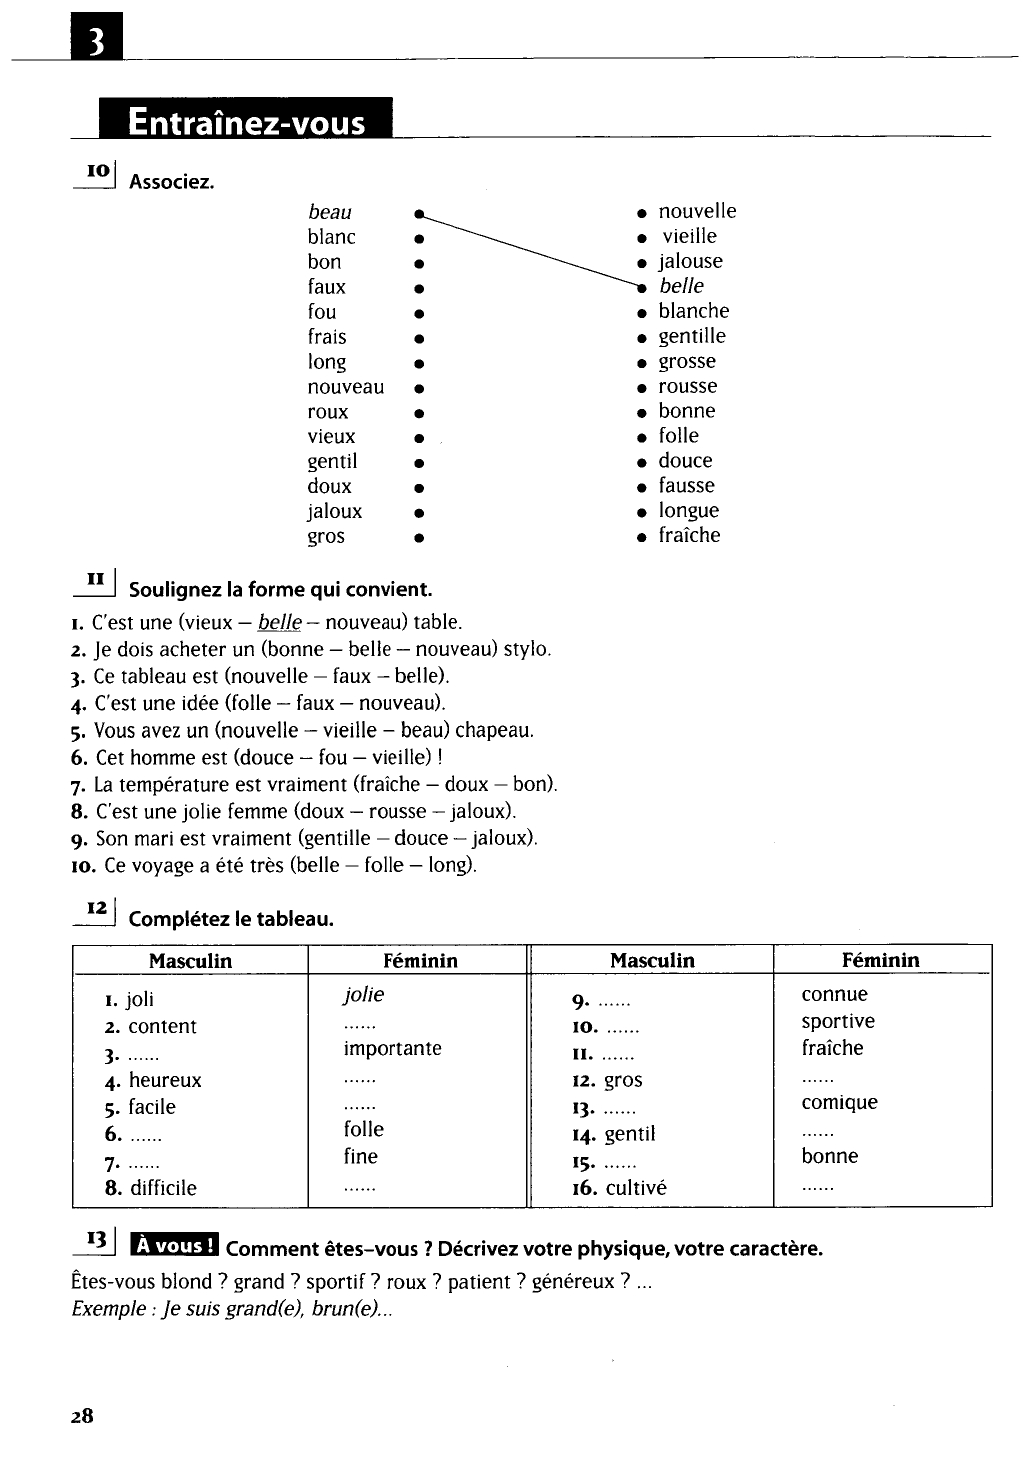 3
Entraînez-vous
10 Associez.
beau • • nouvelle
blanc • • vieille
bon • • jalouse
faux • • belle
fou • • blanche
frais • • gentille
long • • grosse
nouveau • • rousse
roux • • bonne
vieux • • folle
gentil • • douce
doux • • fausse
jaloux • • longue
gros • • fraîche
11 Soulignez la forme qui convient.
1. C'est une (vieux – belle – nouveau) table.
2. Je dois acheter un (bonne – belle – nouveau) stylo.
3. Ce tableau est (nouvelle – faux – belle).
4. C'est une idée (folle – faux – nouveau).
5. Vous avez un (nouvelle – vieille – beau) chapeau.
6. Cet homme est (douce – fou – vieille) !
7. La température est vraiment (fraîche – doux – bon).
8. C'est une jolie femme (doux – rousse – jaloux).
9. Son mari est vraiment (gentille – douce – jaloux).
10. Ce voyage a été très (belle – folle – long).
12 Complétez le tableau.
Masculin Féminin Masculin Féminin
1. joli jolie 9. ...... connue
2. content ...... 10. ...... sportive
3. ...... importante 11. ...... fraîche
4. heureux ...... 12. gros ......
5. facile ...... 13. ...... comique
6. ...... folle 14. gentil ......
7. ...... fine 15. ...... bonne
8. difficile ...... 16. cultivé ......
13 À vous ! Comment êtes-vous ? Décrivez votre physique, votre caractère.
Êtes-vous blond ? grand ? sportif ? roux ? patient ? généreux ? ...
Exemple : Je suis grand(e), brun(e)...
28